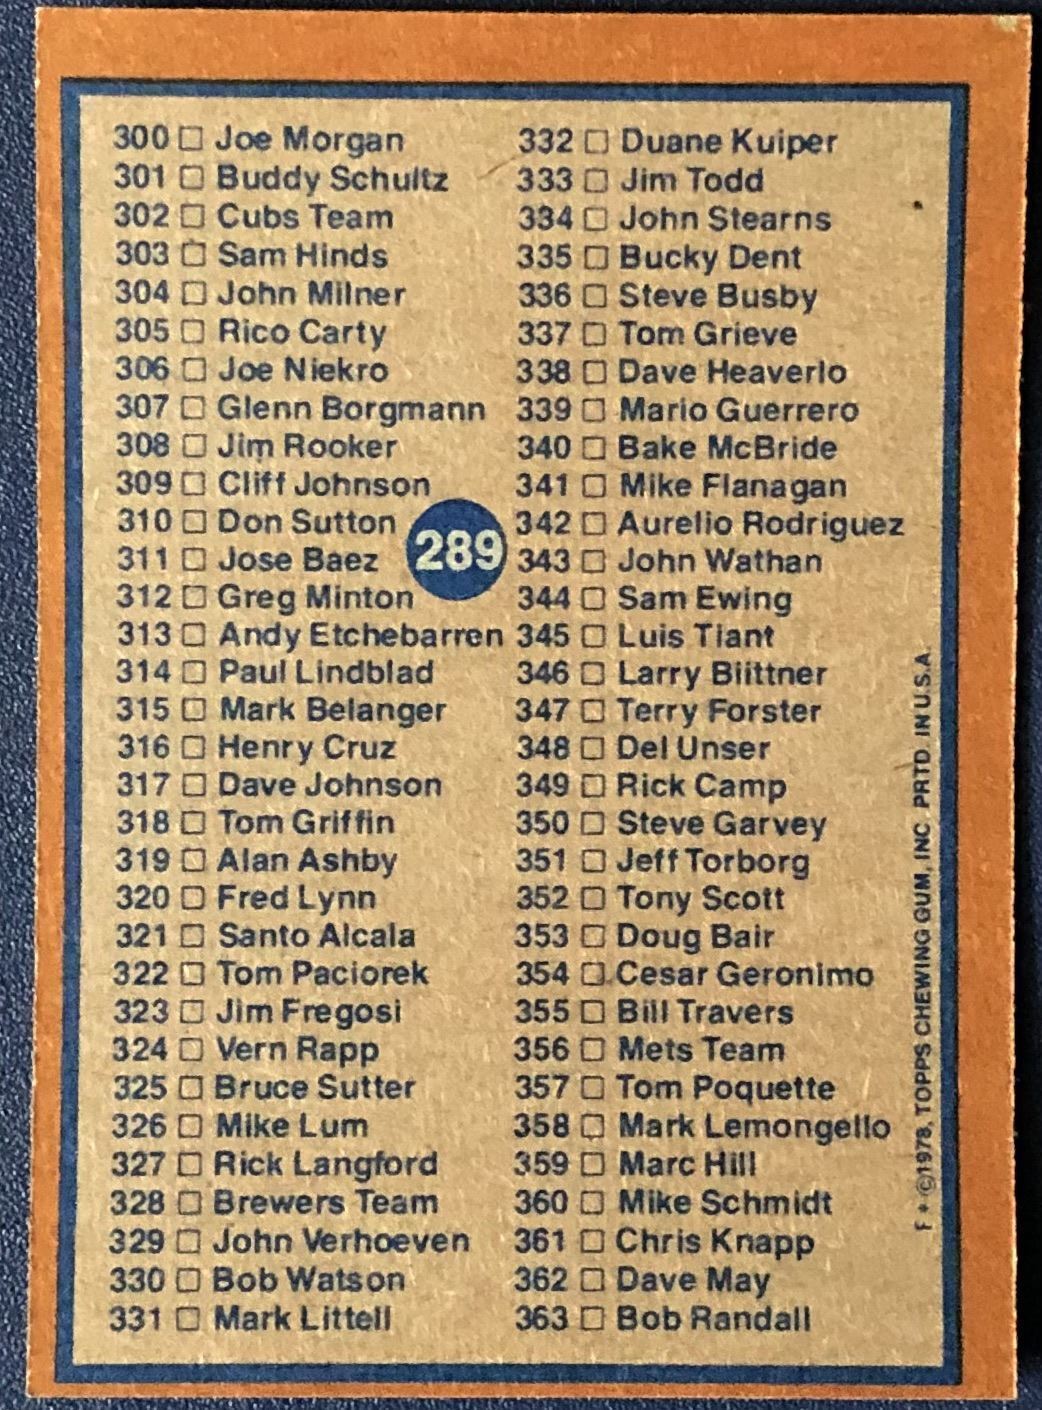 300 □ Joe Morgan
301 □ Buddy Schultz
302 □ Cubs Team
303 □ Sam Hinds
304 □ John Milner
305 □ Rico Carty
306 □ Joe Niekro
307 □ Glenn Borgmann
308 □ Jim Rooker
309 □ Cliff Johnson
310 □ Don Sutton
311 □ Jose Baez
312 □ Greg Minton
313 □ Andy Etchebarren
314 □ Paul Lindblad
315 □ Mark Belanger
316 □ Henry Cruz
317 □ Dave Johnson
318 □ Tom Griffin
319 □ Alan Ashby
320 □ Fred Lynn
321 □ Santo Alcala
322 □ Tom Paciorek
323 □ Jim Fregosi
324 □ Vern Rapp
325 □ Bruce Sutter
326 □ Mike Lum
327 □ Rick Langford
328 □ Brewers Team
329 □ John Verhoeven
330 □ Bob Watson
331 □ Mark Littell
289
332 □ Duane Kuiper
333 □ Jim Todd
334 □ John Stearns
335 □ Bucky Dent
336 □ Steve Busby
337 □ Tom Grieve
338 □ Dave Heaverlo
339 □ Mario Guerrero
340 □ Bake McBride
341 □ Mike Flanagan
342 □ Aurelio Rodriguez
343 □ John Wathan
344 □ Sam Ewing
345 □ Luis Tiant
346 □ Larry Biittner
347 □ Terry Forster
348 □ Del Unser
349 □ Rick Camp
350 □ Steve Garvey
351 □ Jeff Torborg
352 □ Tony Scott
353 □ Doug Bair
354 □ Cesar Geronimo
355 □ Bill Travers
356 □ Mets Team
357 □ Tom Poquette
358 □ Mark Lemongello
359 □ Marc Hill
360 □ Mike Schmidt
361 □ Chris Knapp
362 □ Dave May
363 □ Bob Randall
F * ©1978, TOPPS CHEWING GUM, INC. PRTD. IN U.S.A.